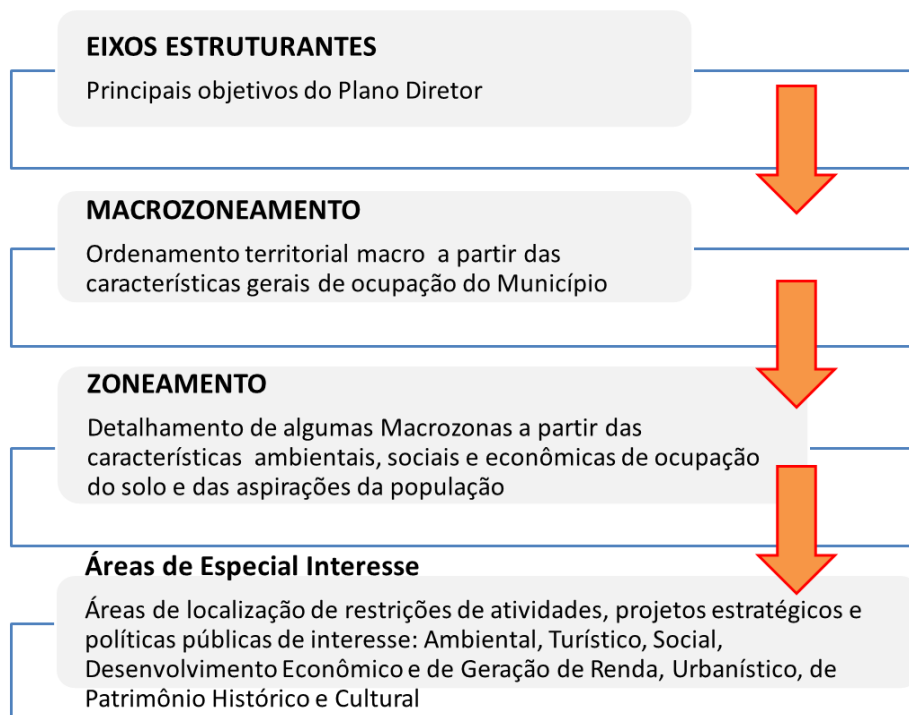 EIXOS ESTRUTURANTES
Principais objetivos do Plano Diretor
MACROZONEAMENTO
Ordenamento territorial macro a partir das
características gerais de ocupação do Município
ZONEAMENTO
Detalhamento de algumas Macrozonas a partir das
características ambientais, sociais e econômicas de ocupação
do solo e das aspirações da população
Áreas de Especial Interesse
Áreas de localização de restrições de atividades, projetos estratégicos e
políticas públicas de interesse: Ambiental, Turístico, Social,
Desenvolvimento Econômico e de Geração de Renda, Urbanístico, de
Patrimônio Histórico e Cultural